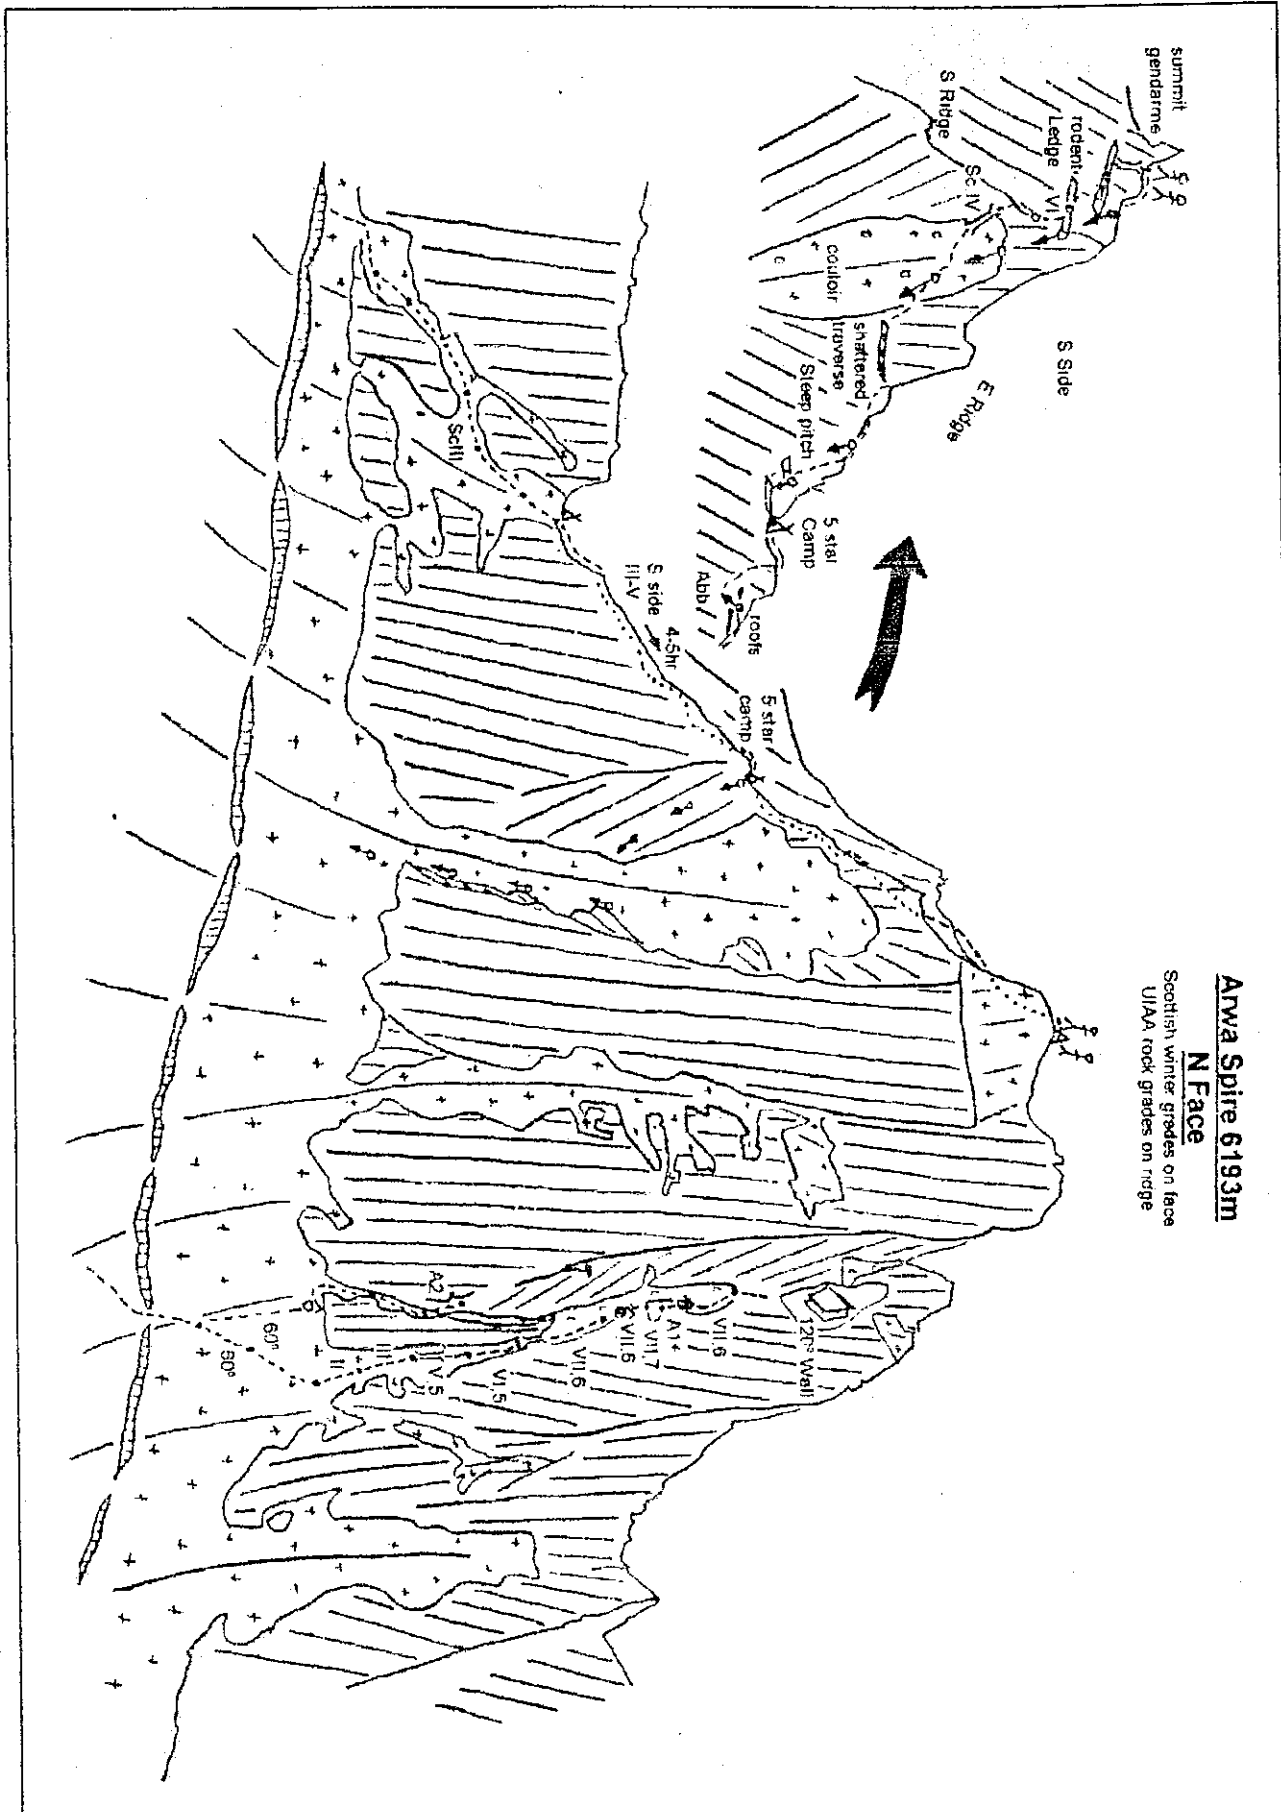 Arwa Spire 6193m
N Face
Scottish winter grades on face
UIAA rock grades on ridge
summit
gendarme
rodent
Ledge
VI
S Ridge
Sc IV
couloir
shattered
traverse
Steep pitch
V
5 star
Camp
Abb
roofs
S Side
E Ridge
S side
III-V
4-5hr
5 star
camp
ScIII
120° Wall
VII.6
A1+
VII.7
VII.6
VI.5
V.5
III
II
A2
60°